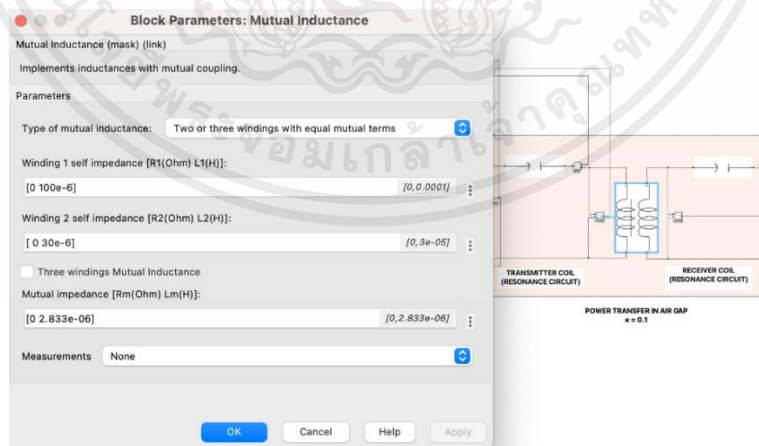 Block Parameters: Mutual Inductance
Mutual Inductance (mask) (link)
Implements inductances with mutual coupling.
Parameters
Type of mutual inductance: Two or three windings with equal mutual terms
Winding 1 self impedance [R1(Ohm) L1(H)]:
[0 100e-6] [0,0.0001]
Winding 2 self impedance [R2(Ohm) L2(H)]:
[ 0 30e-6] [0,3e-05]
Three windings Mutual Inductance
Mutual impedance [Rm(Ohm) Lm(H)]:
[0 2.833e-06] [0,2.833e-06]
Measurements None
OK Cancel Help Apply
TRANSMITTER COIL
(RESONANCE CIRCUIT)
RECEIVER COIL
(RESONANCE CIRCUIT)
POWER TRANSFER IN AIR GAP
κ = 0.1